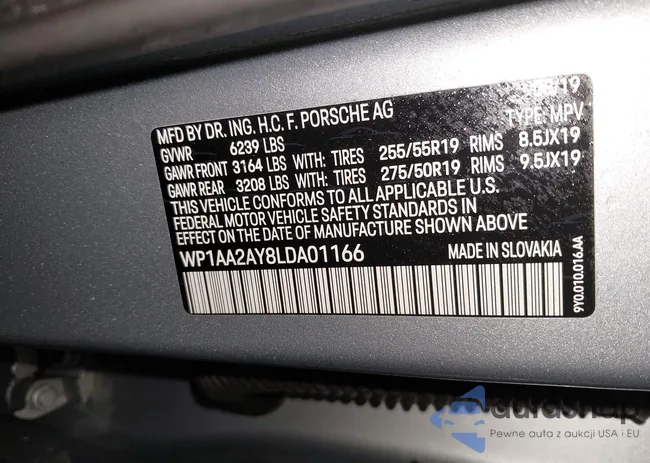 /19
MFD BY DR. ING. H.C. F. PORSCHE AG TYPE: MPV
GVWR 6239 LBS
GAWR FRONT 3164 LBS WITH: TIRES 255/55R19 RIMS 8.5JX19
GAWR REAR 3208 LBS WITH: TIRES 275/50R19 RIMS 9.5JX19
THIS VEHICLE CONFORMS TO ALL APPLICABLE U.S.
FEDERAL MOTOR VEHICLE SAFETY STANDARDS IN
EFFECT ON THE DATE OF MANUFACTURE SHOWN ABOVE
WP1AA2AY8LDA01166 MADE IN SLOVAKIA
9Y0.010.016.AA
aurashop
Pewne auta z aukcji USA i EU